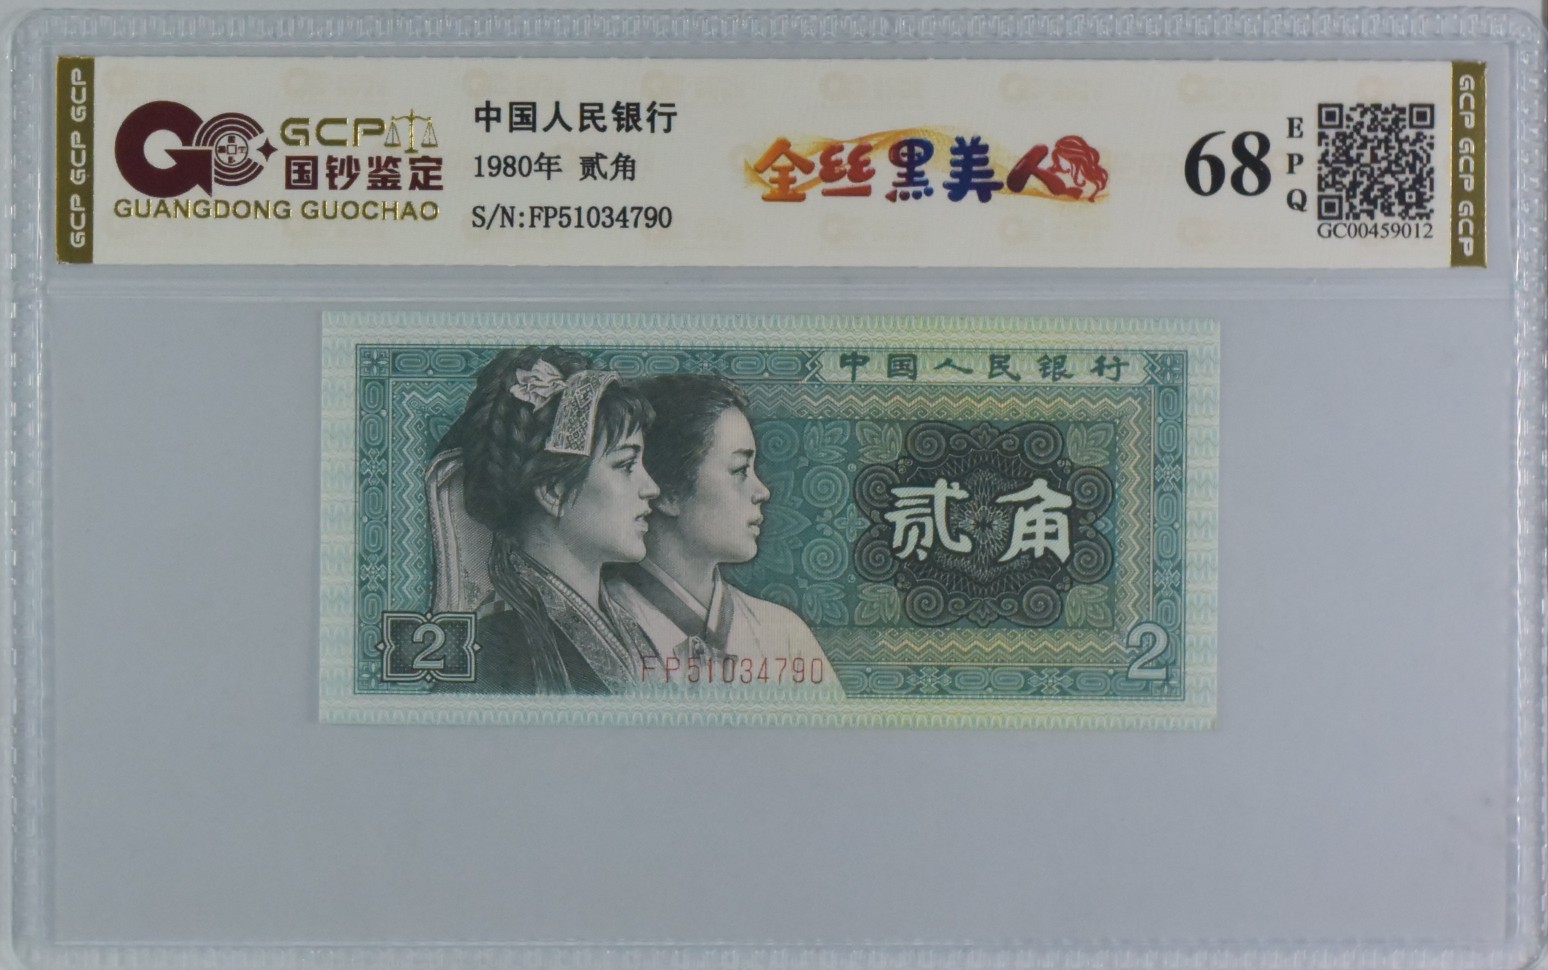 GCP GCP GCP
GCP
国钞鉴定
GUANGDONG GUOCHAO
中国人民银行
1980年 贰角
S/N:FP51034790
金丝黑美人
68
EPQ
GC00459012
GCP GCP GCP
中国人民银行
贰角
2
2
FP51034790